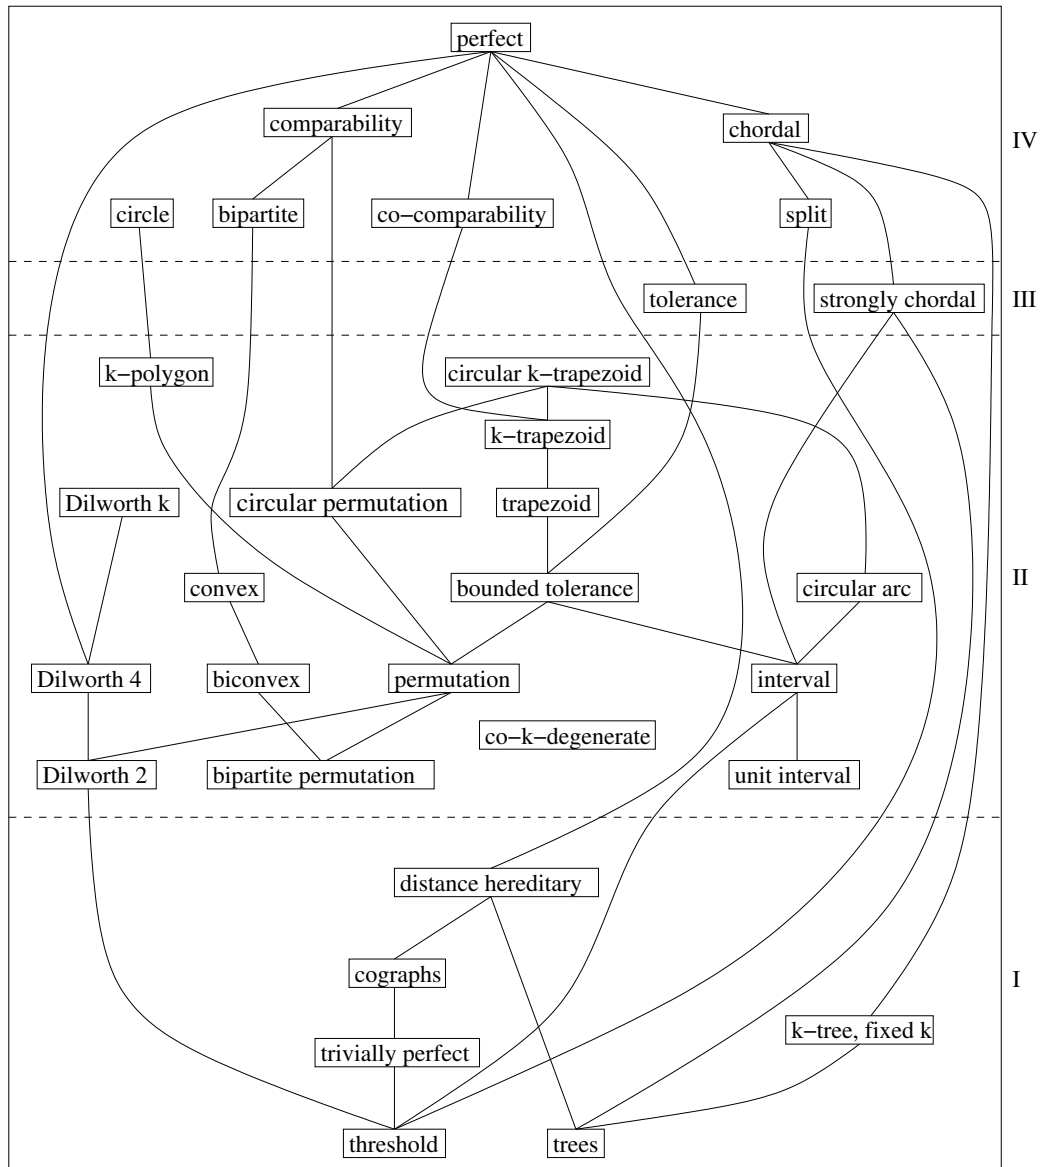 perfect
comparability
chordal
IV
circle
bipartite
co−comparability
split
tolerance
strongly chordal
III
k−polygon
circular k−trapezoid
k−trapezoid
Dilworth k
circular permutation
trapezoid
convex
bounded tolerance
circular arc
II
Dilworth 4
biconvex
permutation
interval
co−k−degenerate
Dilworth 2
bipartite permutation
unit interval
distance hereditary
cographs
I
k−tree, fixed k
trivially perfect
threshold
trees